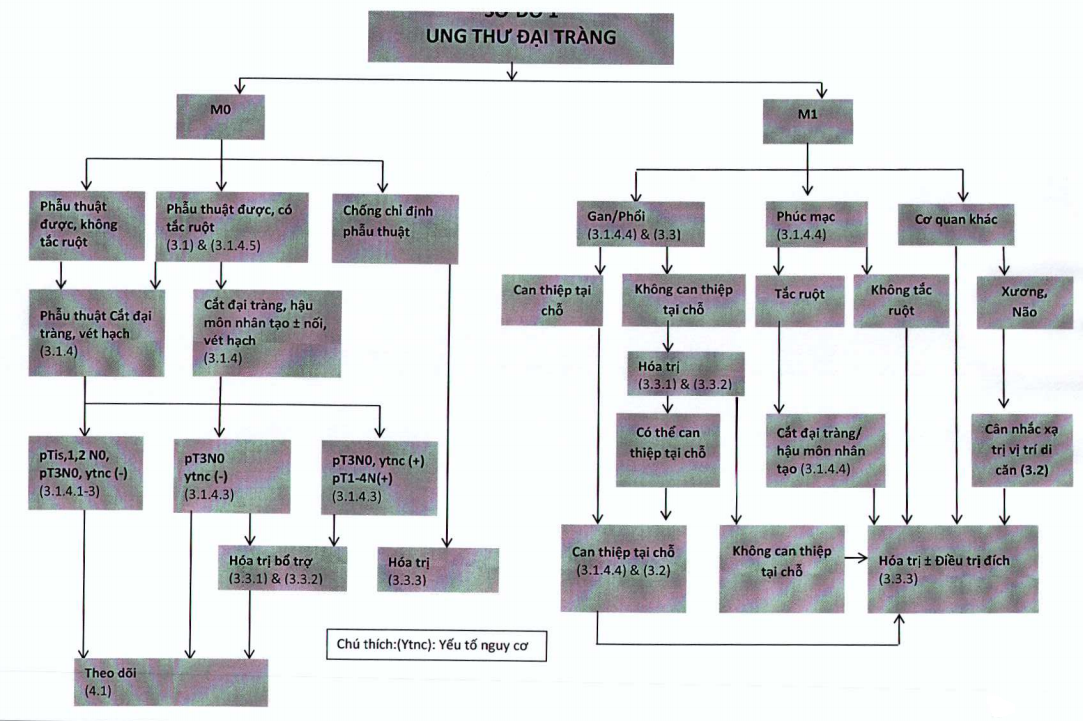 SƠ ĐỒ 1
UNG THƯ ĐẠI TRÀNG
M0
M1
Phẫu thuật
được, không
tắc ruột
Phẫu thuật được, có
tắc ruột
(3.1) & (3.1.4.5)
Chống chỉ định
phẫu thuật
Gan/Phổi
(3.1.4.4) & (3.3)
Phúc mạc
(3.1.4.4)
Cơ quan khác
Phẫu thuật Cắt đại
tràng, vét hạch
(3.1.4)
Cắt đại tràng, hậu
môn nhân tạo ± nối,
vét hạch
(3.1.4)
Can thiệp tại
chỗ
Không can thiệp
tại chỗ
Tắc ruột
Không tắc
ruột
Xương,
Não
Hóa trị
(3.3.1) & (3.3.2)
pTis,1,2 N0,
pT3N0, ytnc (-)
(3.1.4.1-3)
pT3N0
ytnc (-)
(3.1.4.3)
pT3N0, ytnc (+)
pT1-4N(+)
(3.1.4.3)
Có thể can
thiệp tại chỗ
Cắt đại tràng/
hậu môn nhân
tạo (3.1.4.4)
Cân nhắc xạ
trị vị trí di
căn (3.2)
Hóa trị bổ trợ
(3.3.1) & (3.3.2)
Hóa trị
(3.3.3)
Can thiệp tại chỗ
(3.1.4.4) & (3.2)
Không can thiệp
tại chỗ
Hóa trị ± Điều trị đích
(3.3.3)
Chú thích:(Ytnc): Yếu tố nguy cơ
Theo dõi
(4.1)